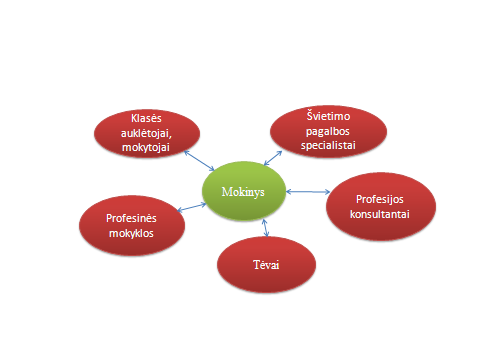 Klasės
auklėtojai,
mokytojai
Švietimo
pagalbos
specialistai
Mokinys
Profesijos
konsultantai
Profesinės
mokyklos
Tėvai